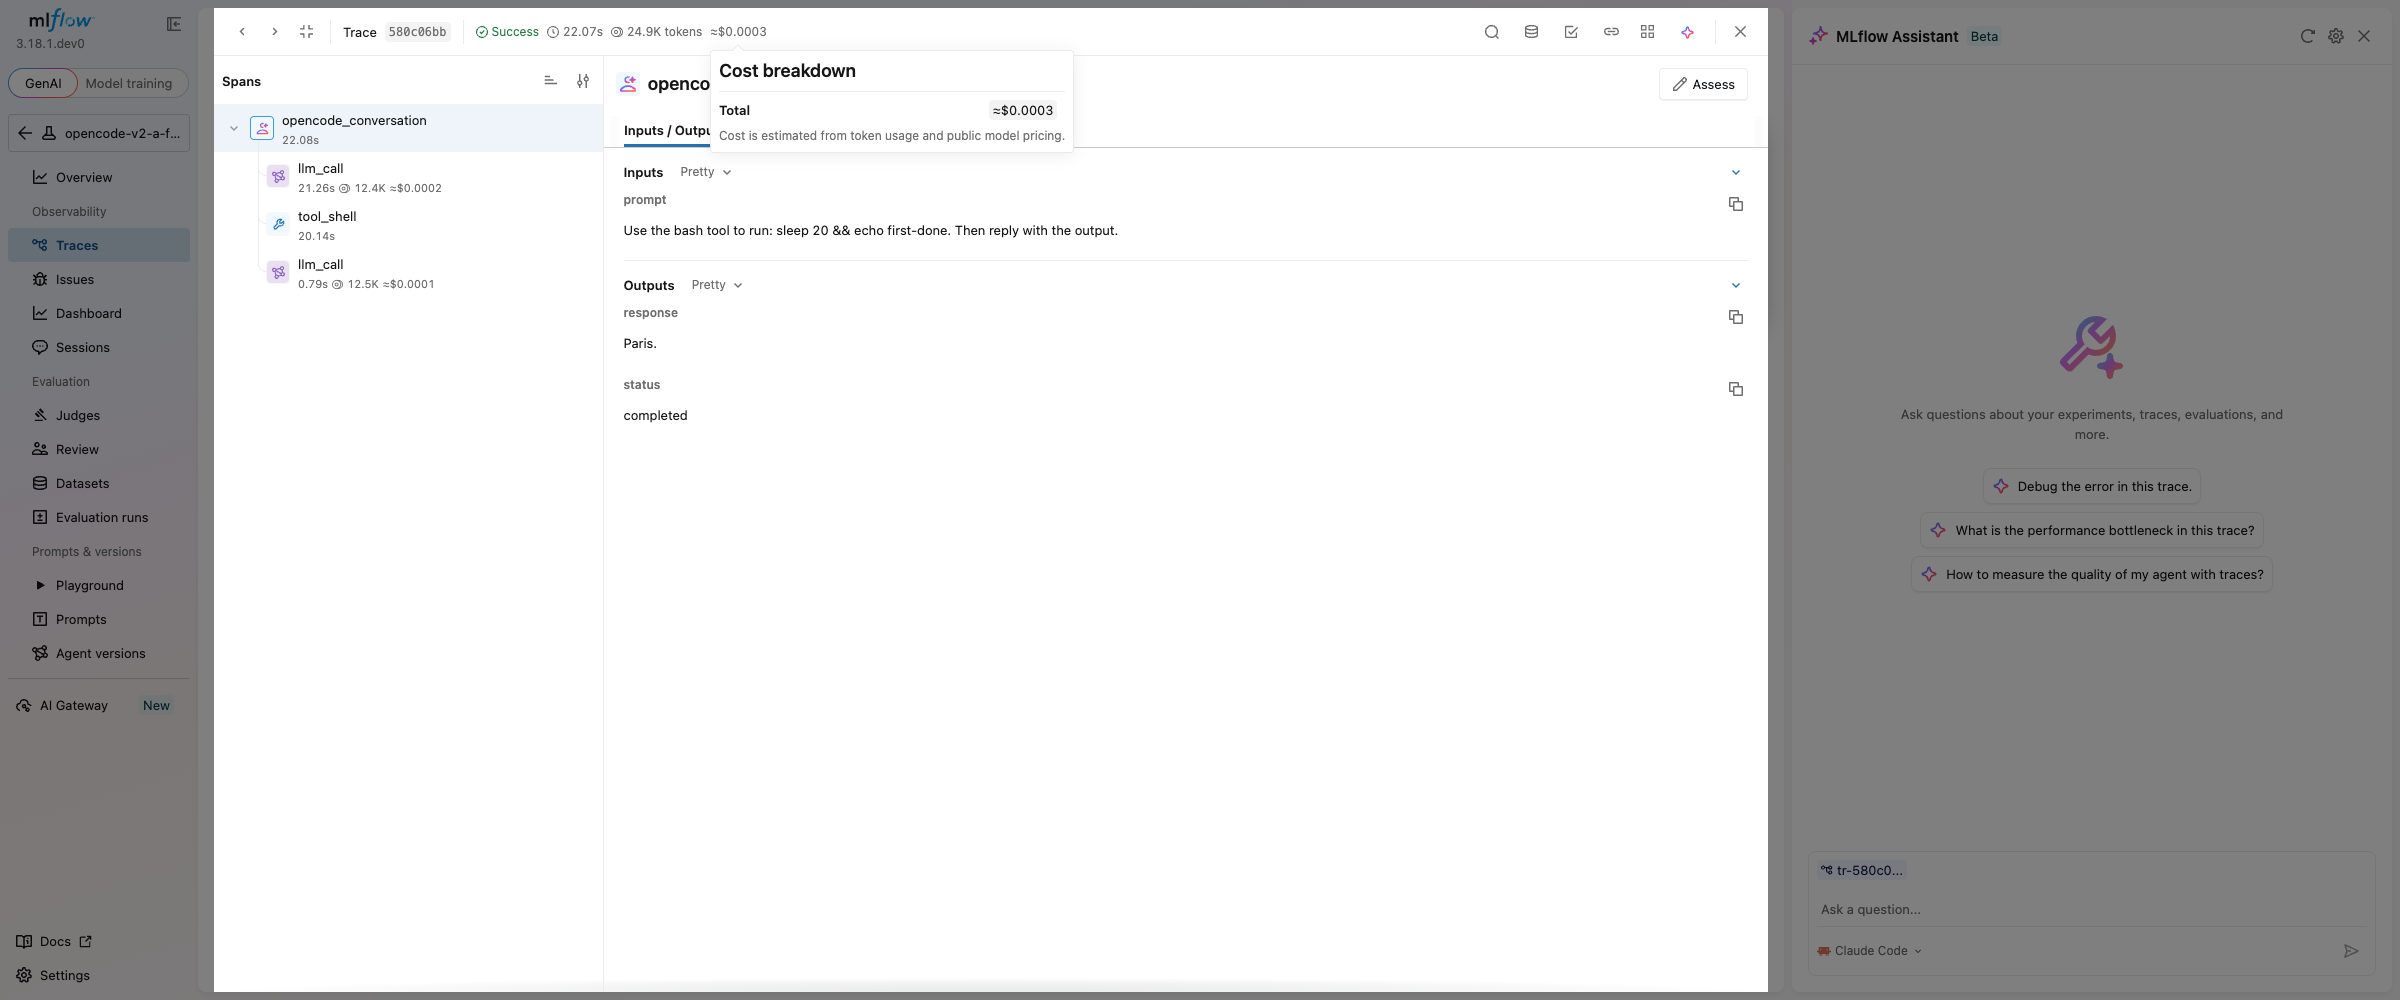 mlflow
3.18.1.dev0
GenAI
Model training
opencode-v2-a-f...
Overview
Observability
Traces
Issues
Dashboard
Sessions
Evaluation
Judges
Review
Datasets
Evaluation runs
Prompts & versions
Playground
Prompts
Agent versions
AI Gateway New
Docs
Settings
Trace 580c06bb Success 22.07s 24.9K tokens ≈$0.0003
Spans
opencode_conversation
22.08s
llm_call
21.26s 12.4K ≈$0.0002
tool_shell
20.14s
llm_call
0.79s 12.5K ≈$0.0001
openco
Assess
Cost breakdown
Total ≈$0.0003
Cost is estimated from token usage and public model pricing.
Inputs / Outpu
Inputs Pretty
prompt
Use the bash tool to run: sleep 20 && echo first-done. Then reply with the output.
Outputs Pretty
response
Paris.
status
completed
MLflow Assistant Beta
Ask questions about your experiments, traces, evaluations, and
more.
Debug the error in this trace.
What is the performance bottleneck in this trace?
How to measure the quality of my agent with traces?
tr-580c0...
Ask a question...
Claude Code